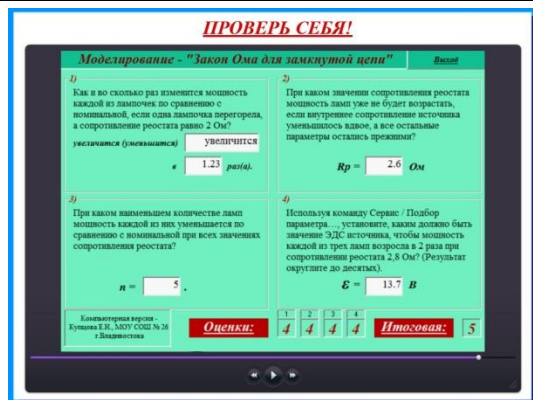 ПРОВЕРЬ СЕБЯ!
Моделирование - "Закон Ома для замкнутой цепи"
Выход
1)
Как и во сколько раз изменится мощность
каждой из лампочек по сравнению с
номинальной, если одна лампочка перегорела,
а сопротивление реостата равно 2 Ом?
увеличится (уменьшится) увеличится
в 1.23 раз(а).
2)
При каком значении сопротивления реостата
мощность ламп уже не будет возрастать,
если внутреннее сопротивление источника
уменьшилось вдвое, а все остальные
параметры остались прежними?
Rр = 2.6 Ом
3)
При каком наименьшем количестве ламп
мощность каждой из них уменьшается по
сравнению с номинальной при всех значениях
сопротивления реостата?
n = 5 .
4)
Используя команду Сервис / Подбор
параметра…, установите, каким должно быть
значение ЭДС источника, чтобы мощность
каждой из трех ламп возросла в 2 раза при
сопротивлении реостата 2,8 Ом? (Результат
округлите до десятых).
ℰ = 13.7 В
Компьютерная версия -
Купцова Е.Н., МОУ СОШ № 26
г.Владивостока
Оценки:
1 2 3 4
4 4 4 4
Итоговая: 5